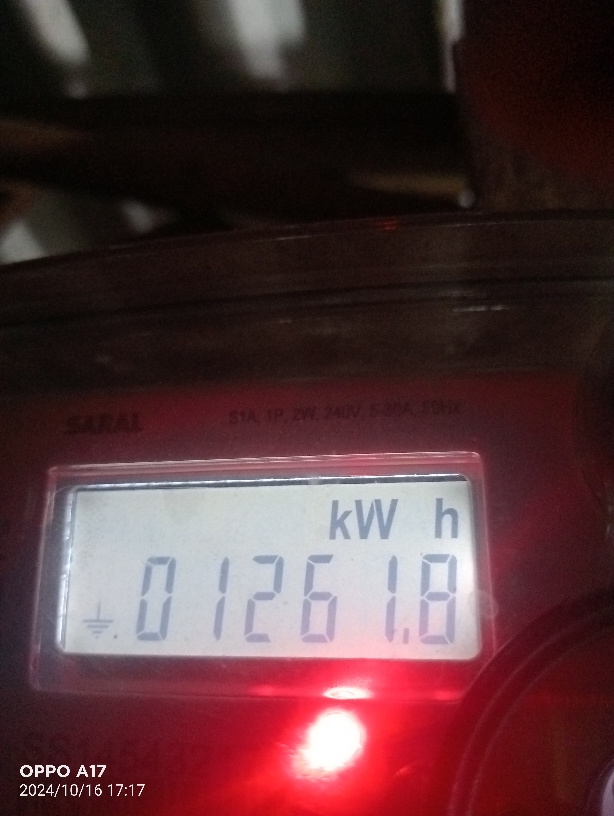 SARAL
S1A, 1P, 2W, 240V, 5-30A, 50Hz
kW h
01261.8
OPPO A17
2024/10/16 17:17